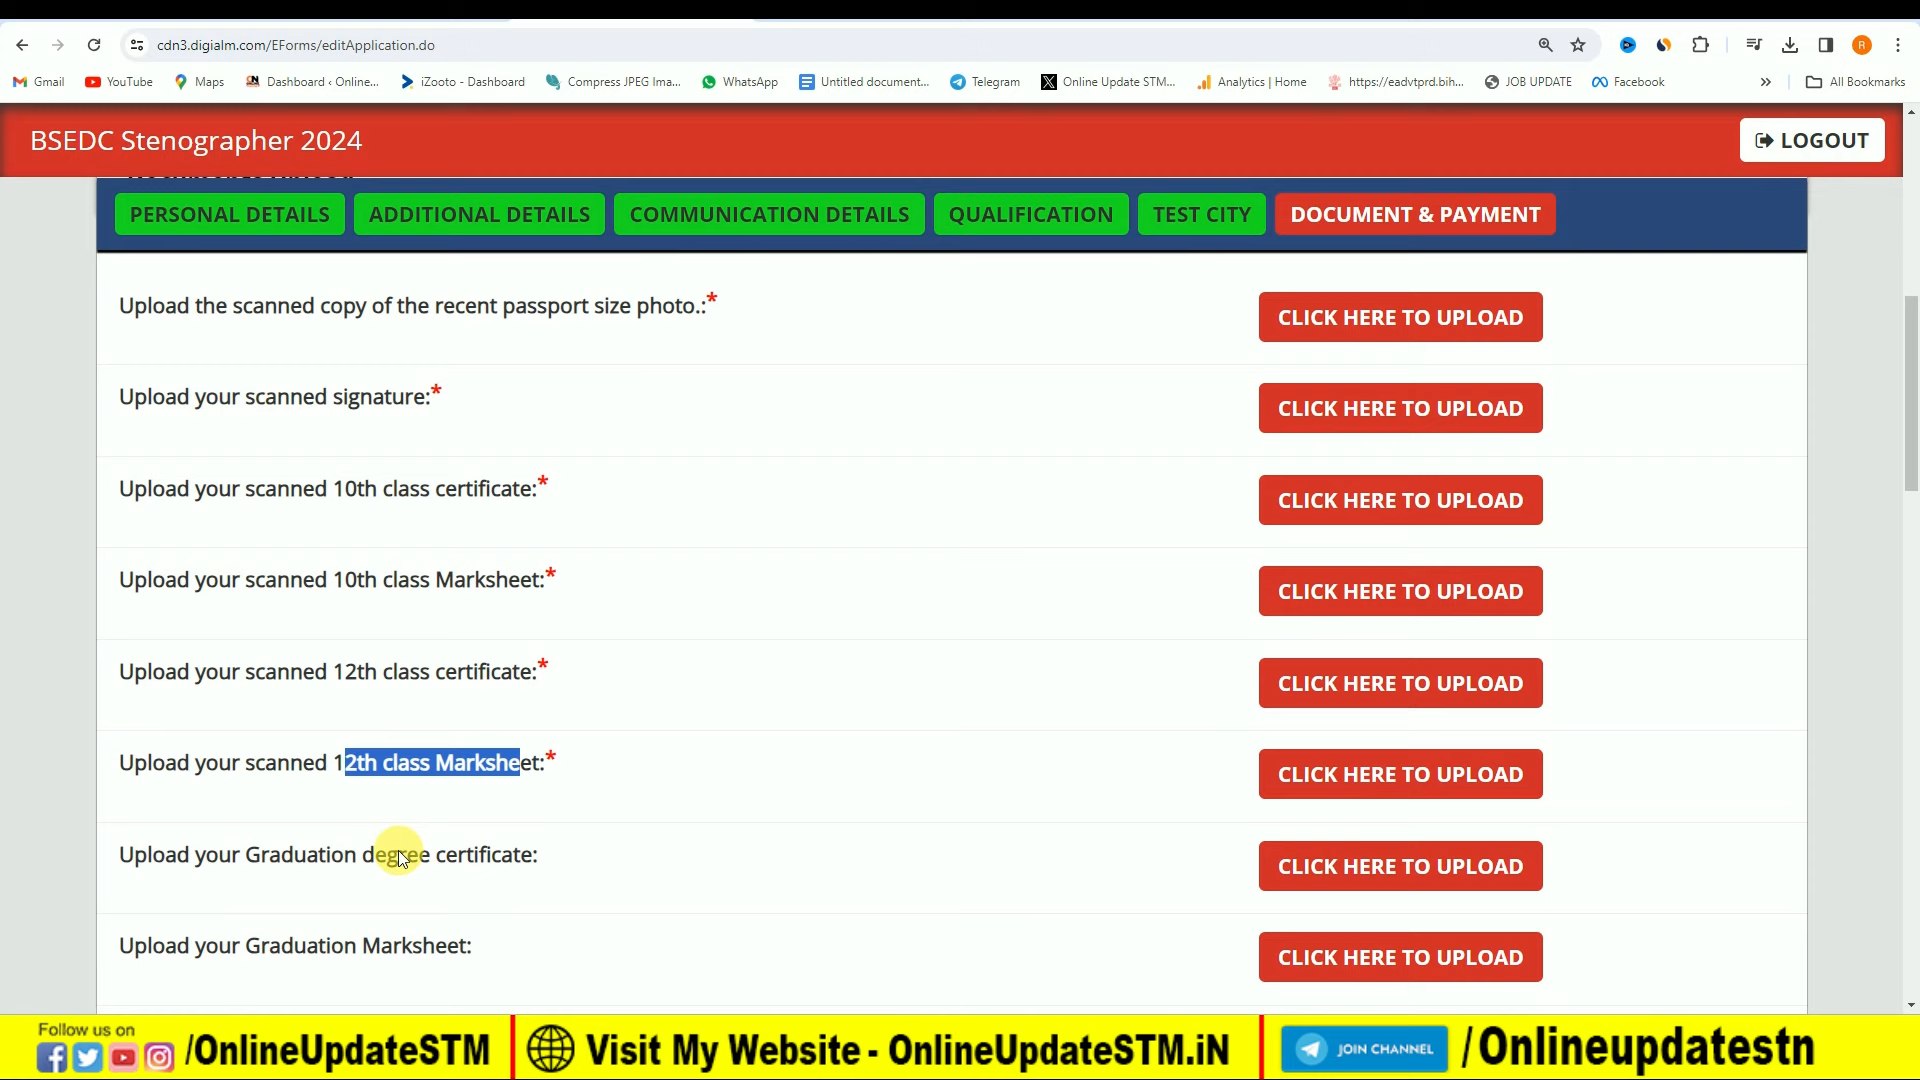 cdn3.digialm.com/EForms/editApplication.do
R
Gmail YouTube Maps Dashboard ‹ Online... iZooto - Dashboard Compress JPEG Ima... WhatsApp Untitled document... Telegram Online Update STM... Analytics | Home https://eadvtprd.bih... JOB UPDATE Facebook » All Bookmarks
BSEDC Stenographer 2024
LOGOUT
PERSONAL DETAILS ADDITIONAL DETAILS COMMUNICATION DETAILS QUALIFICATION TEST CITY DOCUMENT & PAYMENT
Upload the scanned copy of the recent passport size photo.:* CLICK HERE TO UPLOAD
Upload your scanned signature:* CLICK HERE TO UPLOAD
Upload your scanned 10th class certificate:* CLICK HERE TO UPLOAD
Upload your scanned 10th class Marksheet:* CLICK HERE TO UPLOAD
Upload your scanned 12th class certificate:* CLICK HERE TO UPLOAD
Upload your scanned 12th class Marksheet:* CLICK HERE TO UPLOAD
Upload your Graduation degree certificate: CLICK HERE TO UPLOAD
Upload your Graduation Marksheet: CLICK HERE TO UPLOAD
Follow us on
/OnlineUpdateSTM
Visit My Website - OnlineUpdateSTM.iN
JOIN CHANNEL /Onlineupdatestn